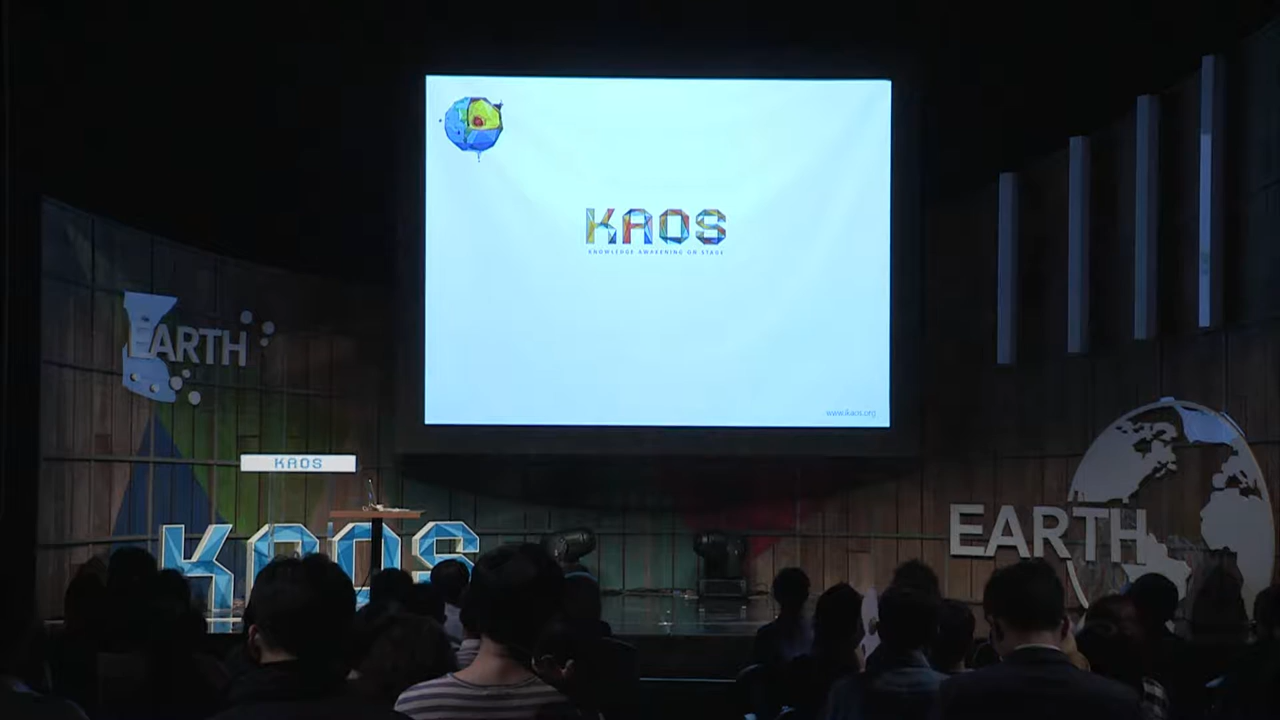 KAOS
KNOWLEDGE AWAKENING ON STAGE
www.ikaos.org
EARTH
KAOS
KAOS
EARTH